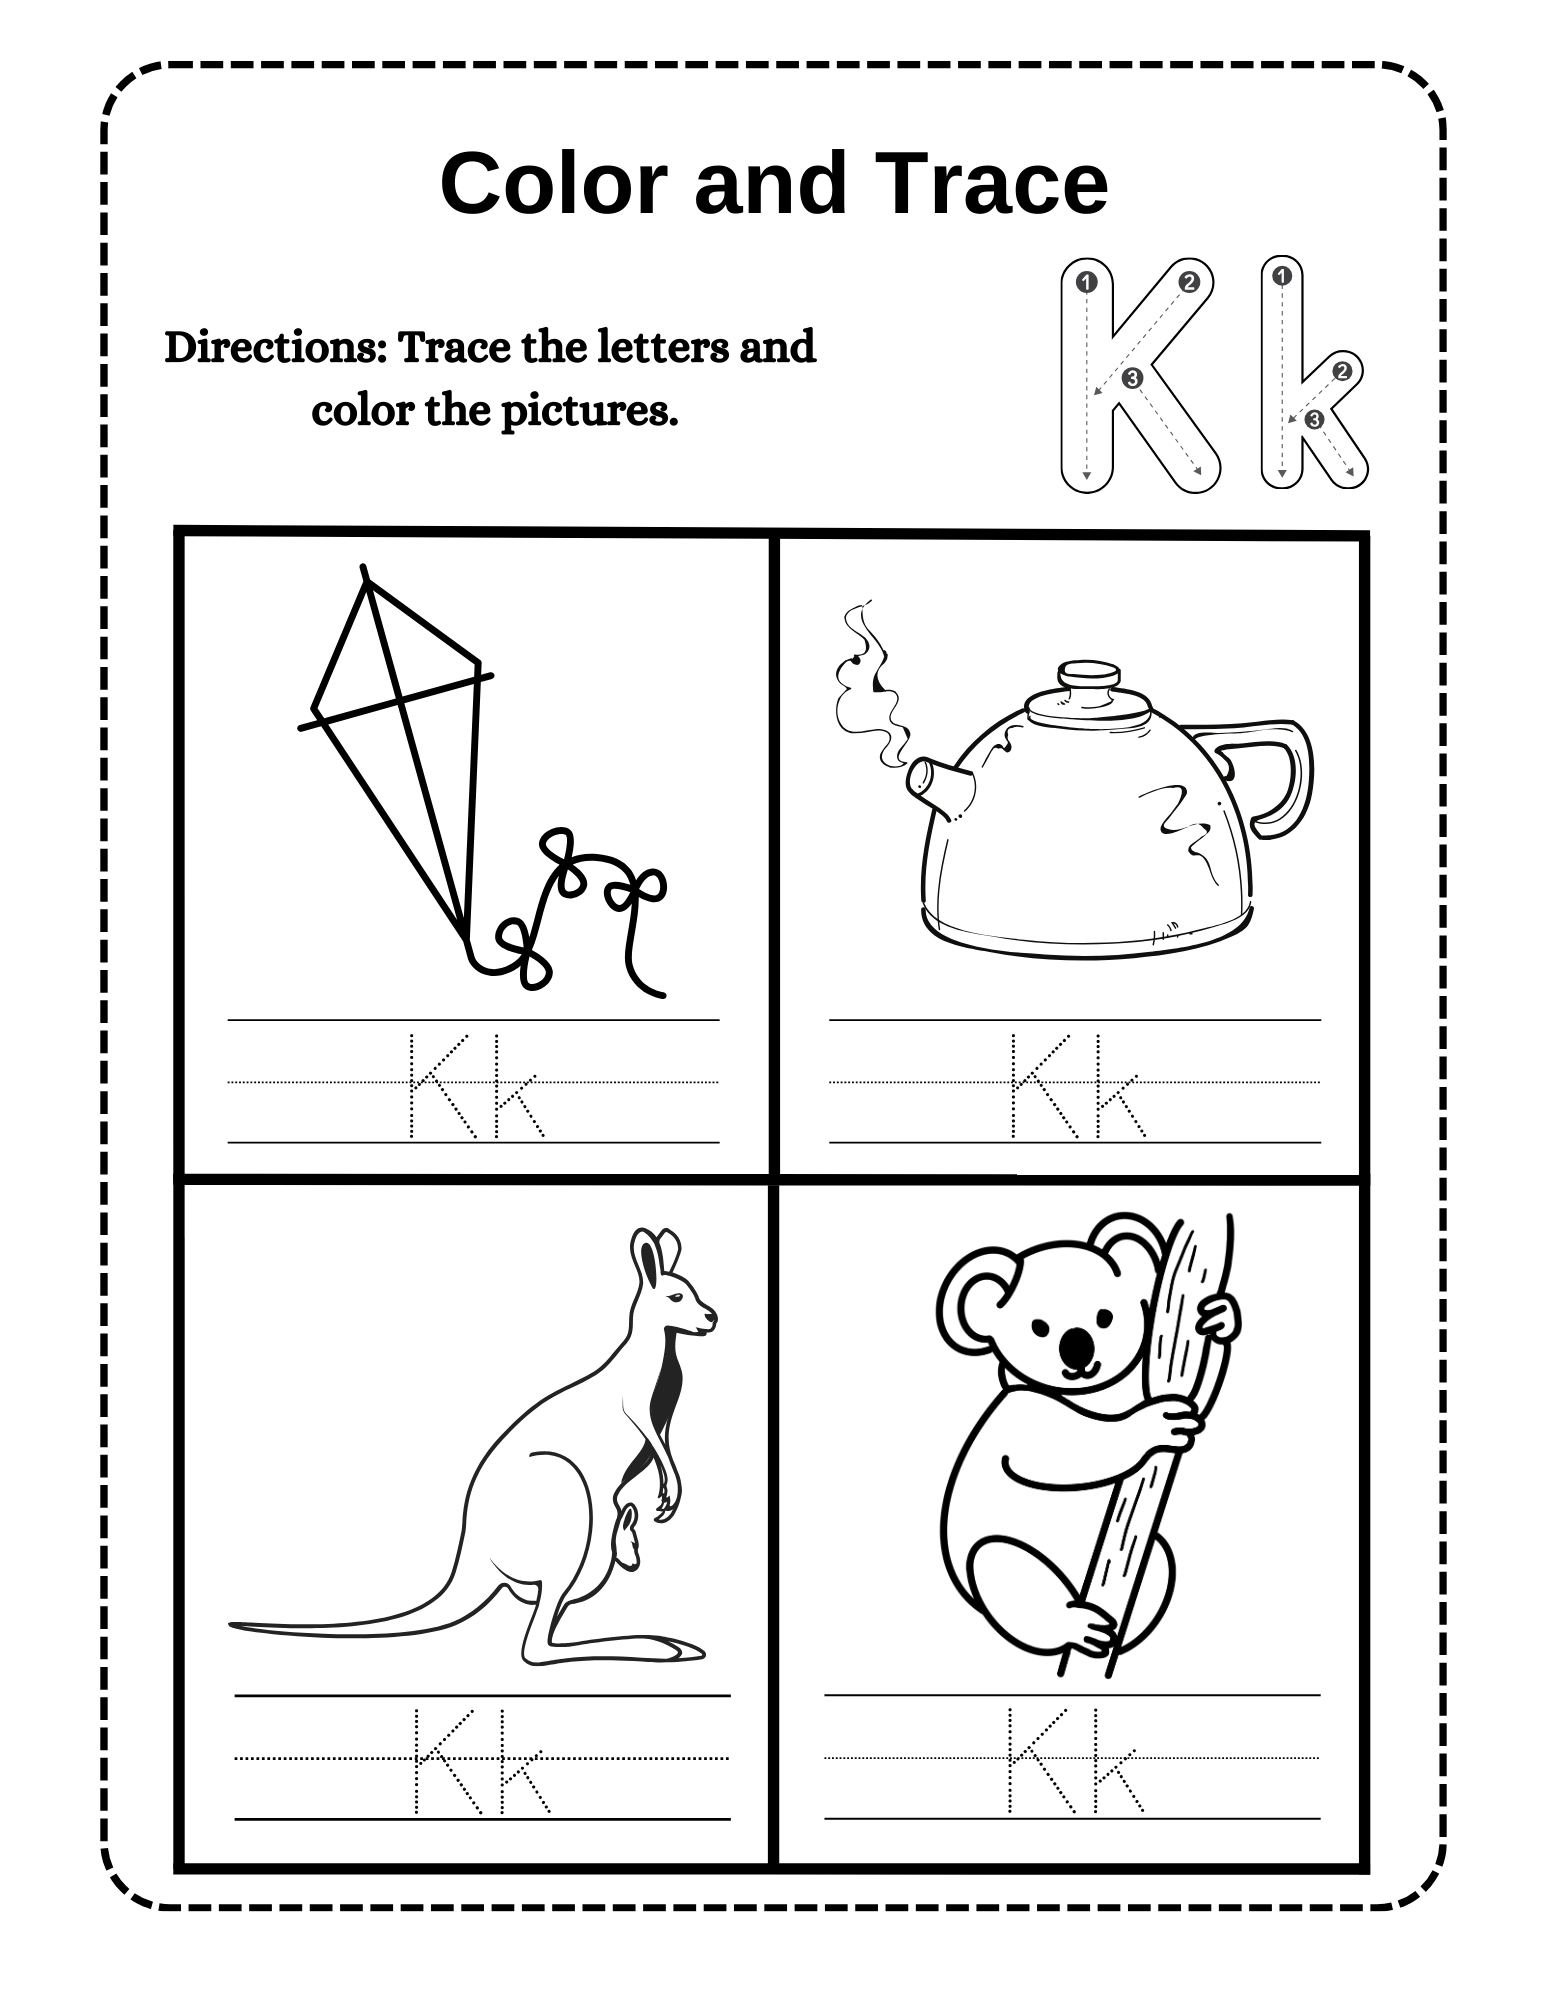 Color and Trace
Directions: Trace the letters and
color the pictures.
K k
1 2 3 1 2 3
Kk
Kk
Kk
Kk